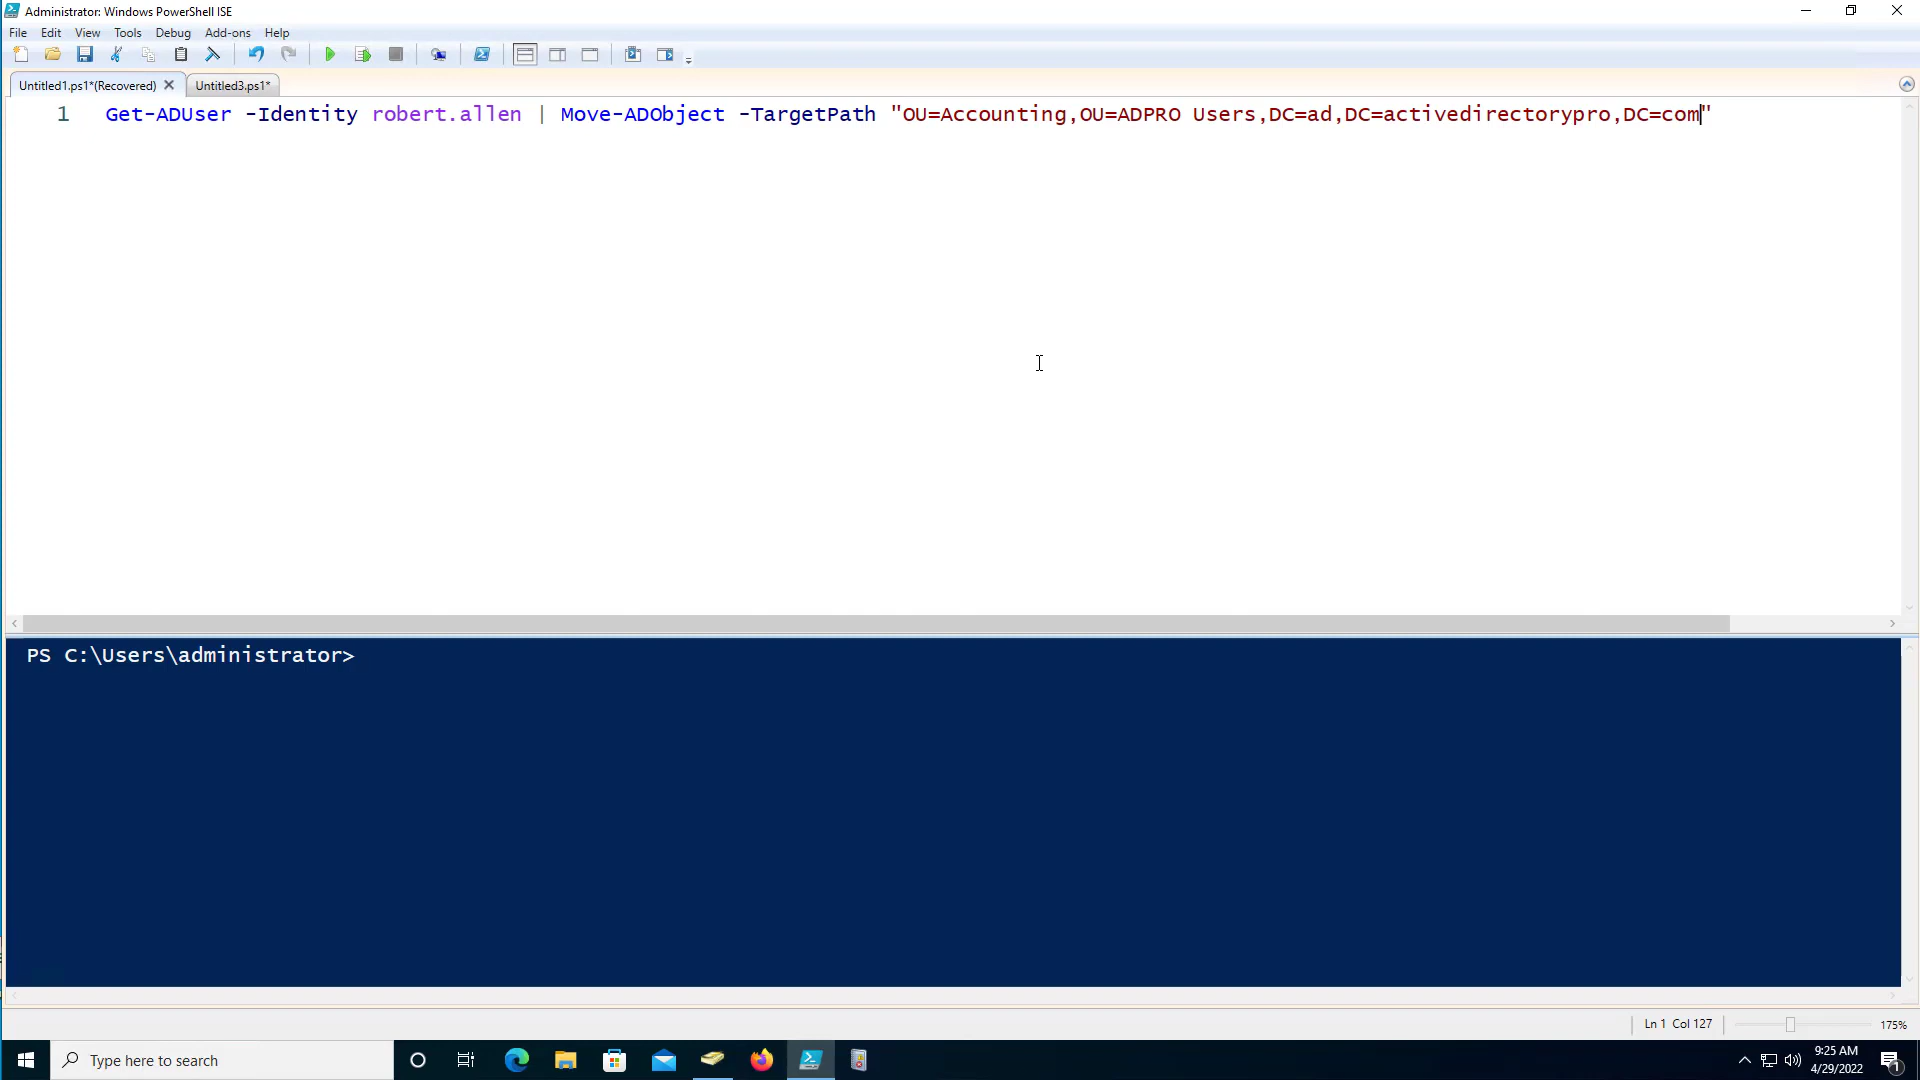 Administrator: Windows PowerShell ISE
File Edit View Tools Debug Add-ons Help
Untitled1.ps1*(Recovered) Untitled3.ps1*
1 Get-ADUser -Identity robert.allen | Move-ADObject -TargetPath "OU=Accounting,OU=ADPRO Users,DC=ad,DC=activedirectorypro,DC=com"
PS C:\Users\administrator>
Ln 1 Col 127 175%
Type here to search
9:25 AM
4/29/2022
1